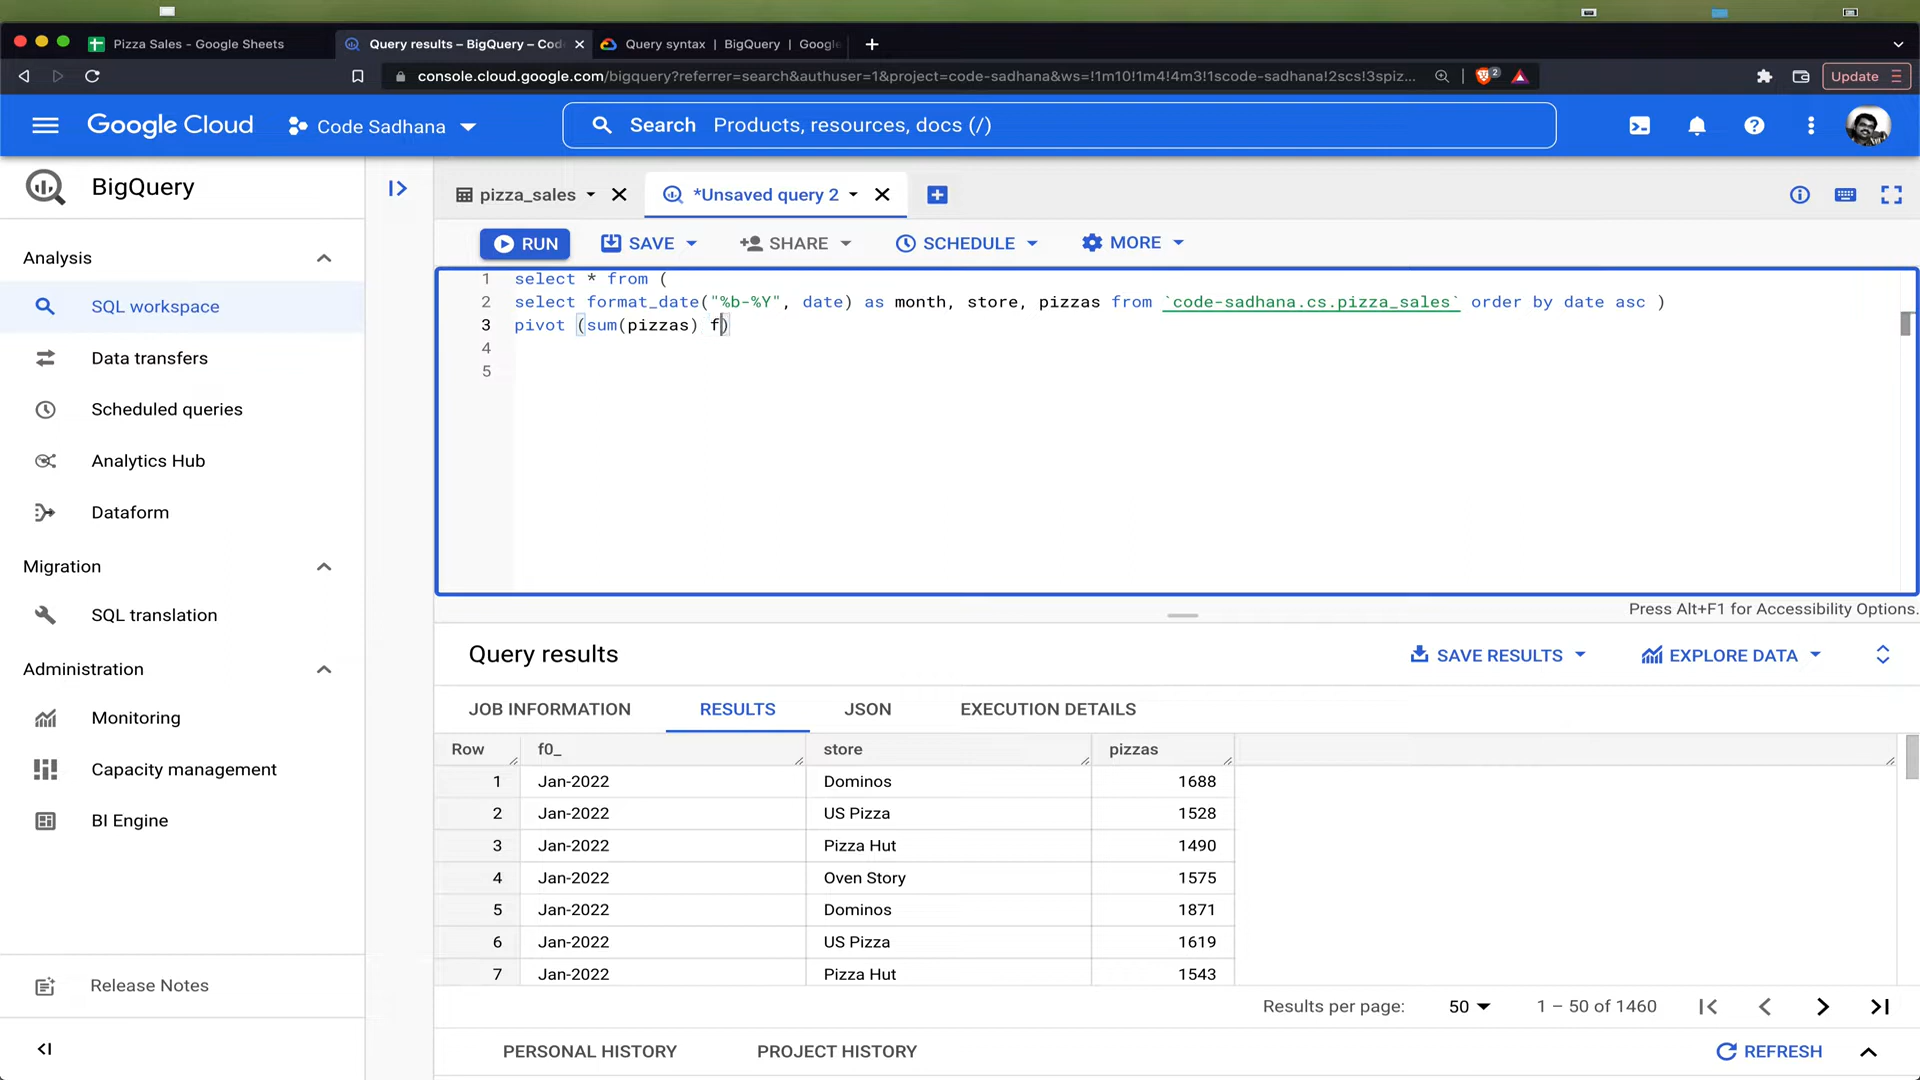 Pizza Sales - Google Sheets
Query results – BigQuery – Cod
Query syntax | BigQuery | Google
console.cloud.google.com/bigquery?referrer=search&authuser=1&project=code-sadhana&ws=!1m10!1m4!4m3!1scode-sadhana!2scs!3spiz...
2
Update
Google Cloud
Code Sadhana
Search Products, resources, docs (/)
BigQuery
pizza_sales
*Unsaved query 2
RUN
SAVE
SHARE
SCHEDULE
MORE
Analysis
SQL workspace
Data transfers
Scheduled queries
Analytics Hub
Dataform
Migration
SQL translation
Administration
Monitoring
Capacity management
BI Engine
Release Notes
1 select * from (
2 select format_date("%b-%Y", date) as month, store, pizzas from `code-sadhana.cs.pizza_sales` order by date asc )
3 pivot (sum(pizzas) f)
4
5
Press Alt+F1 for Accessibility Options.
Query results
SAVE RESULTS
EXPLORE DATA
JOB INFORMATION
RESULTS
JSON
EXECUTION DETAILS
Row f0_ store pizzas
1 Jan-2022 Dominos 1688
2 Jan-2022 US Pizza 1528
3 Jan-2022 Pizza Hut 1490
4 Jan-2022 Oven Story 1575
5 Jan-2022 Dominos 1871
6 Jan-2022 US Pizza 1619
7 Jan-2022 Pizza Hut 1543
Results per page: 50 1 – 50 of 1460
PERSONAL HISTORY
PROJECT HISTORY
REFRESH